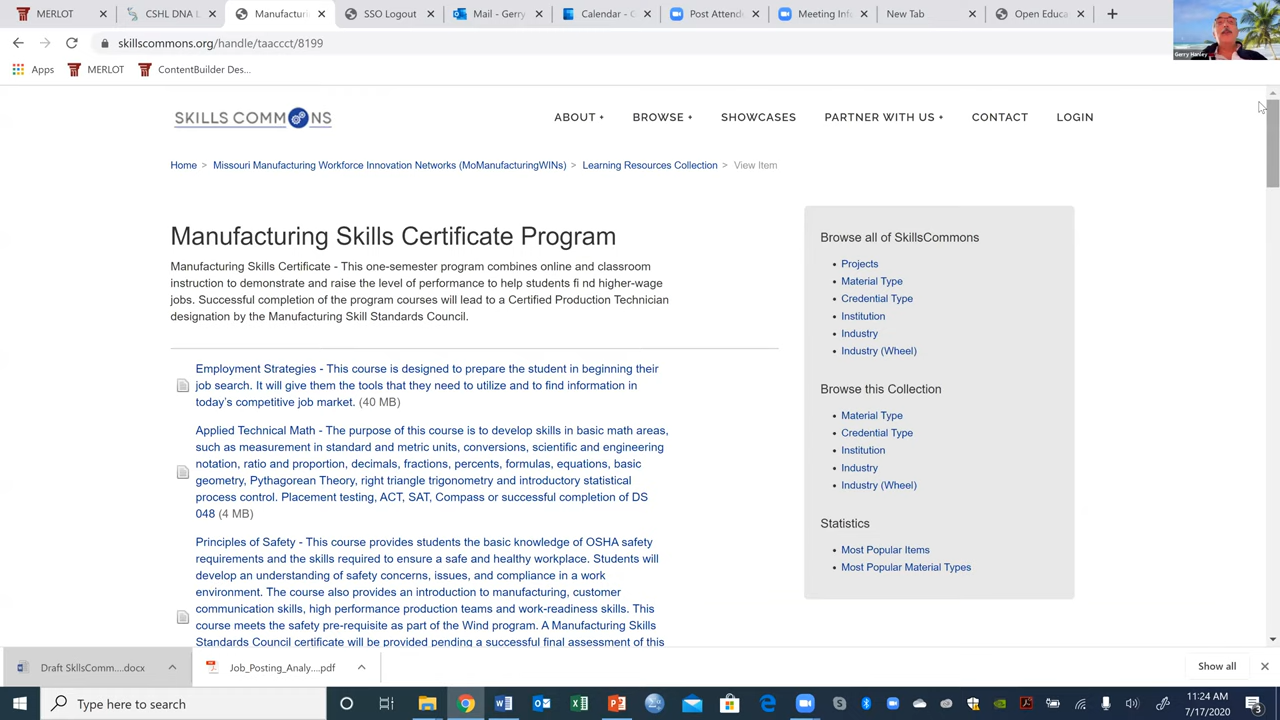 MERLOT
CSHL DNA L
Manufacturi
SSO Logout
Mail - Gerry
Calendar - G
Post Attend
Meeting Info
New Tab
Open Educa
skillscommons.org/handle/taaccct/8199
Apps
MERLOT
ContentBuilder Des...
Gerry Hanley
SKILLS COMMONS
ABOUT +
BROWSE +
SHOWCASES
PARTNER WITH US +
CONTACT
LOGIN
Home > Missouri Manufacturing Workforce Innovation Networks (MoManufacturingWINs) > Learning Resources Collection > View Item
Manufacturing Skills Certificate Program
Manufacturing Skills Certificate - This one-semester program combines online and classroom
instruction to demonstrate and raise the level of performance to help students fi nd higher-wage
jobs. Successful completion of the program courses will lead to a Certified Production Technician
designation by the Manufacturing Skill Standards Council.
Employment Strategies - This course is designed to prepare the student in beginning their
job search. It will give them the tools that they need to utilize and to find information in
today's competitive job market. (40 MB)
Applied Technical Math - The purpose of this course is to develop skills in basic math areas,
such as measurement in standard and metric units, conversions, scientific and engineering
notation, ratio and proportion, decimals, fractions, percents, formulas, equations, basic
geometry, Pythagorean Theory, right triangle trigonometry and introductory statistical
process control. Placement testing, ACT, SAT, Compass or successful completion of DS
048 (4 MB)
Principles of Safety - This course provides students the basic knowledge of OSHA safety
requirements and the skills required to ensure a safe and healthy workplace. Students will
develop an understanding of safety concerns, issues, and compliance in a work
environment. The course also provides an introduction to manufacturing, customer
communication skills, high performance production teams and work-readiness skills. This
course meets the safety pre-requisite as part of the Wind program. A Manufacturing Skills
Standards Council certificate will be provided pending a successful final assessment of this
Browse all of SkillsCommons
Projects
Material Type
Credential Type
Institution
Industry
Industry (Wheel)
Browse this Collection
Material Type
Credential Type
Institution
Industry
Industry (Wheel)
Statistics
Most Popular Items
Most Popular Material Types
Draft SkllsComm....docx
Job_Posting_Analy....pdf
Show all
Type here to search
11:24 AM
7/17/2020
3